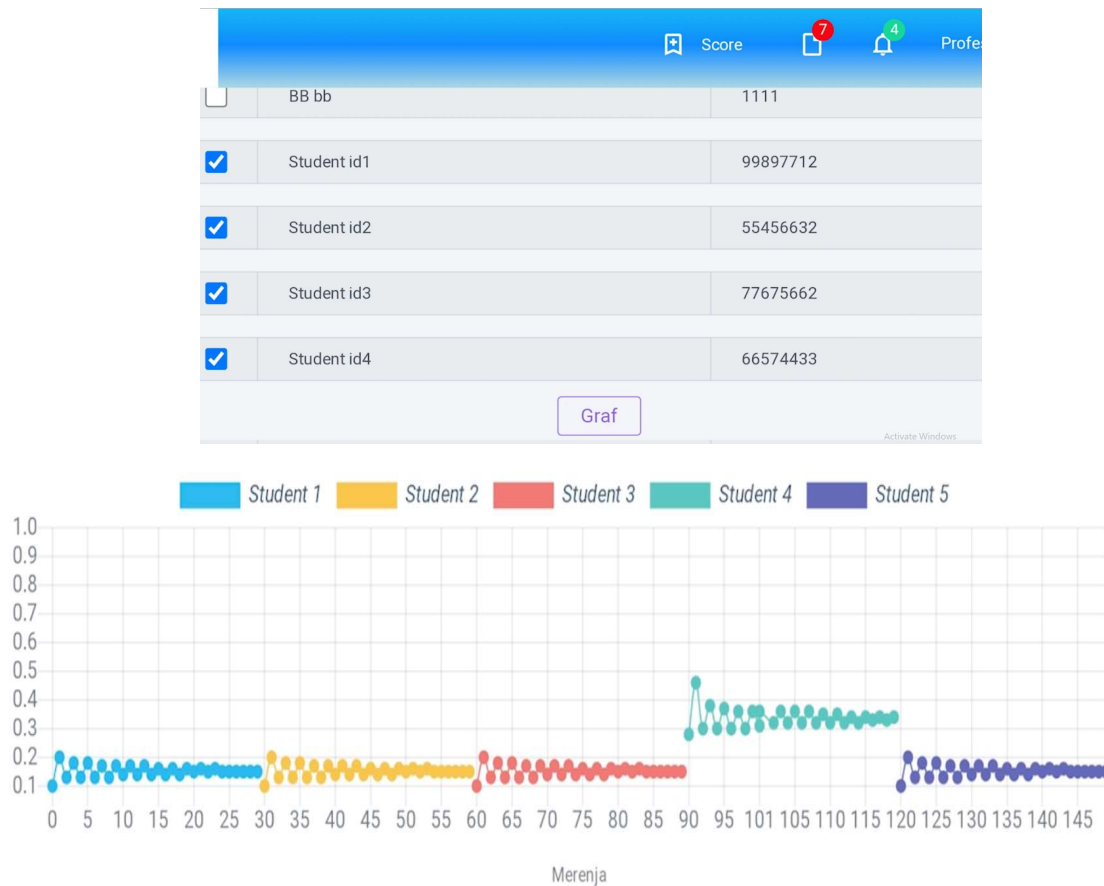 Score 7 4 Profe
BB bb 1111
Student id1 99897712
Student id2 55456632
Student id3 77675662
Student id4 66574433
Graf
Activate Windows
Student 1 Student 2 Student 3 Student 4 Student 5
1.0
0.9
0.8
0.7
0.6
0.5
0.4
0.3
0.2
0.1
0 5 10 15 20 25 30 35 40 45 50 55 60 65 70 75 80 85 90 95 101 105 110 115 120 125 130 135 140 145
Merenja